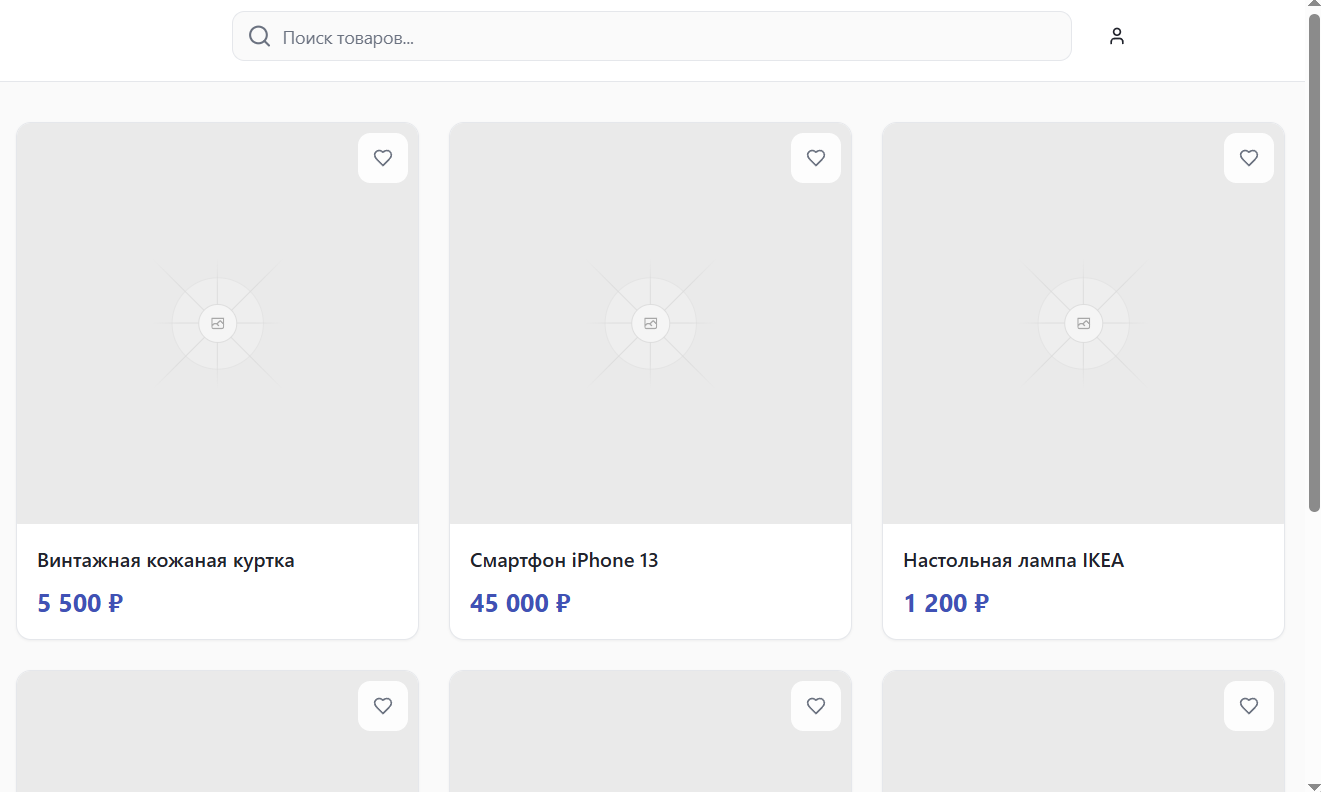 Поиск товаров...
Винтажная кожаная куртка
5 500 ₽
Смартфон iPhone 13
45 000 ₽
Настольная лампа IKEA
1 200 ₽